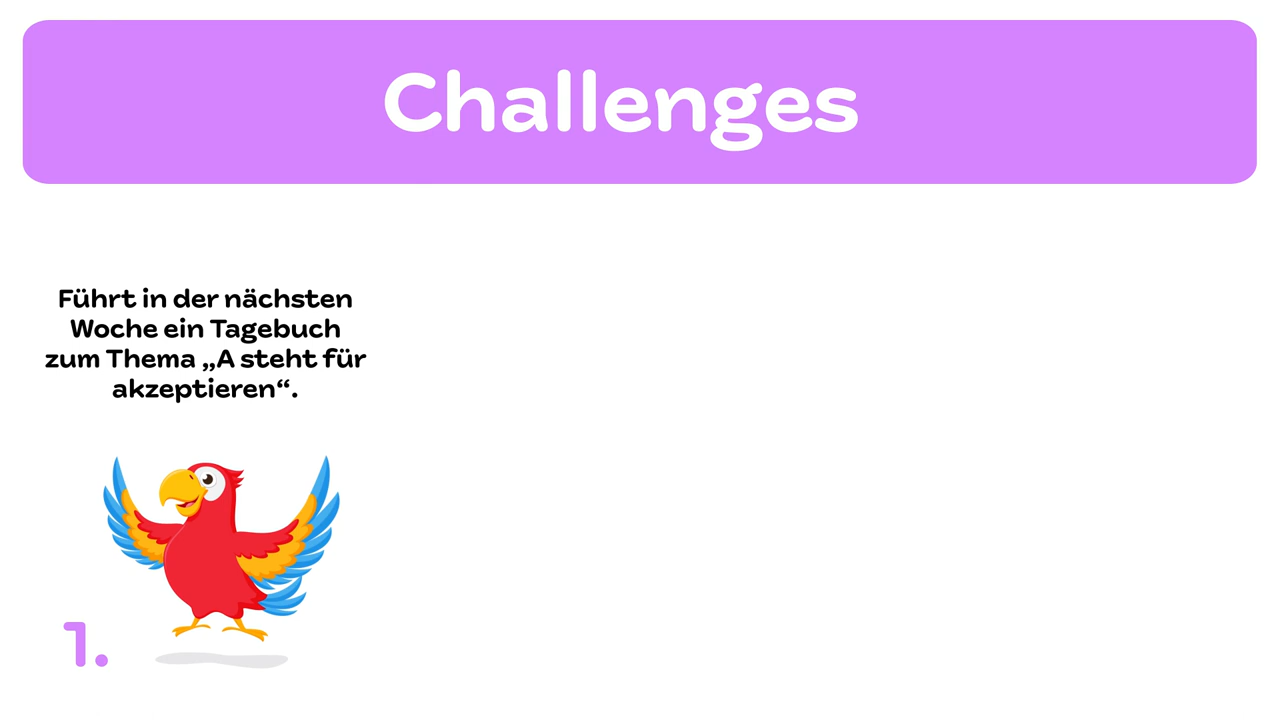 Challenges
Führt in der nächsten
Woche ein Tagebuch
zum Thema „A steht für
akzeptieren“.
1.